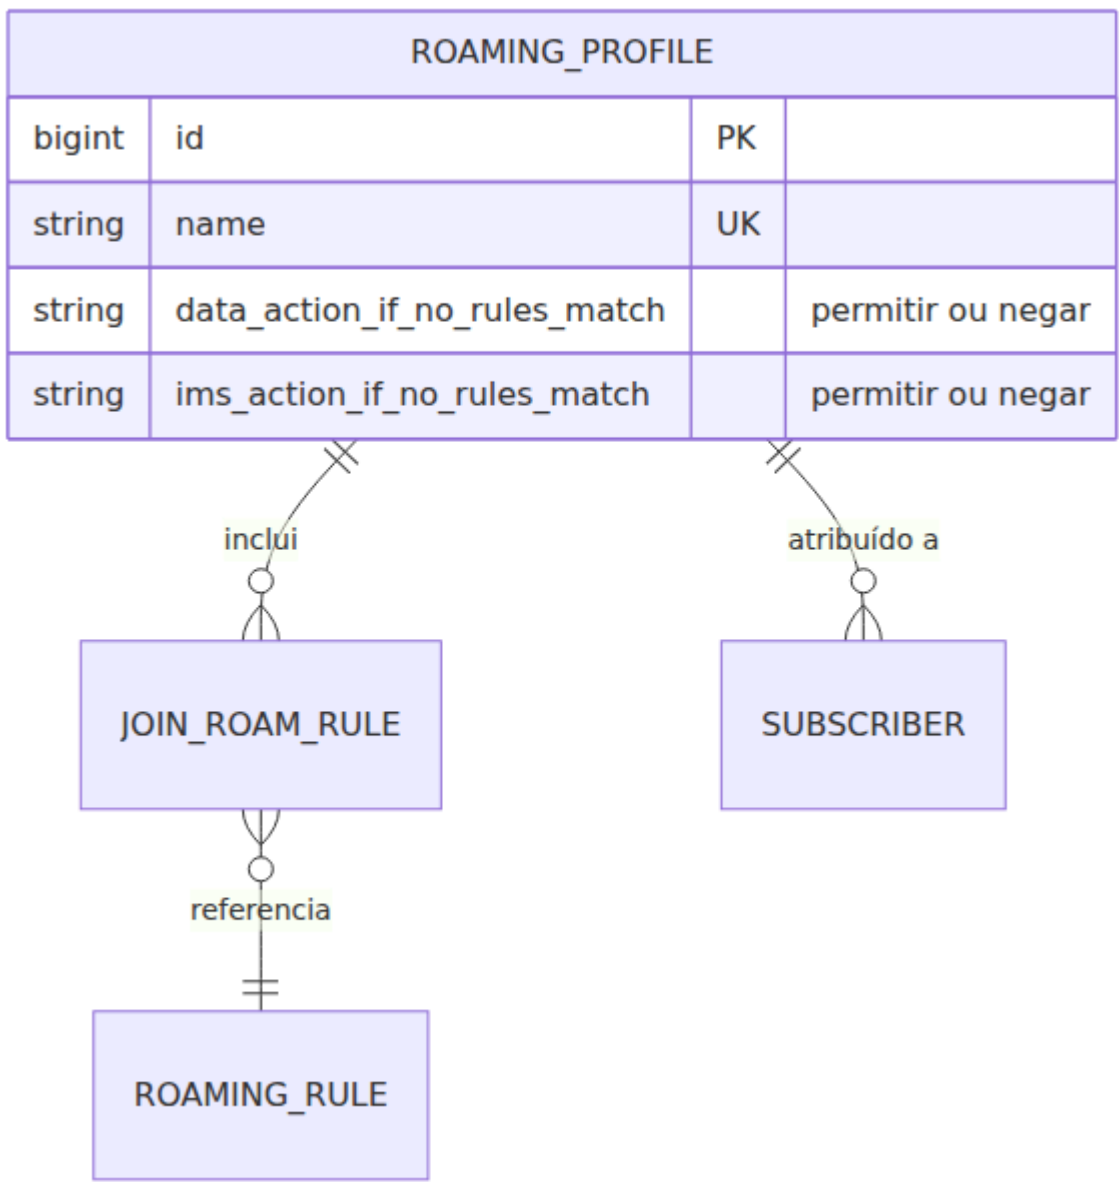 ROAMING_PROFILE
bigint id PK
string name UK
string data_action_if_no_rules_match permitir ou negar
string ims_action_if_no_rules_match permitir ou negar
inclui atribuído a
JOIN_ROAM_RULE SUBSCRIBER
referencia
ROAMING_RULE